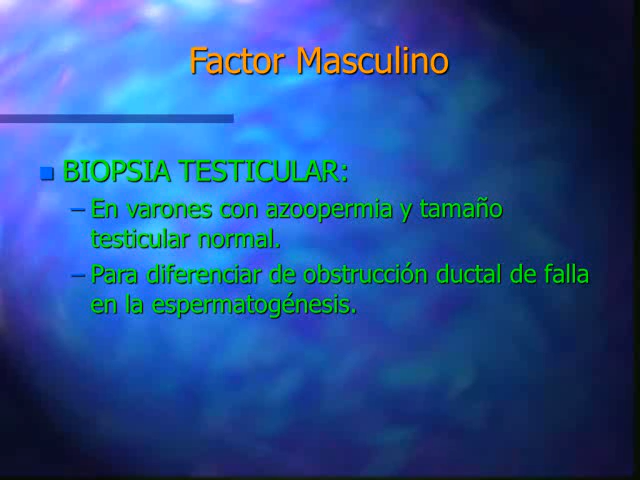 Factor Masculino
BIOPSIA TESTICULAR:
– En varones con azoopermia y tamaño
testicular normal.
– Para diferenciar de obstrucción ductal de falla
en la espermatogénesis.